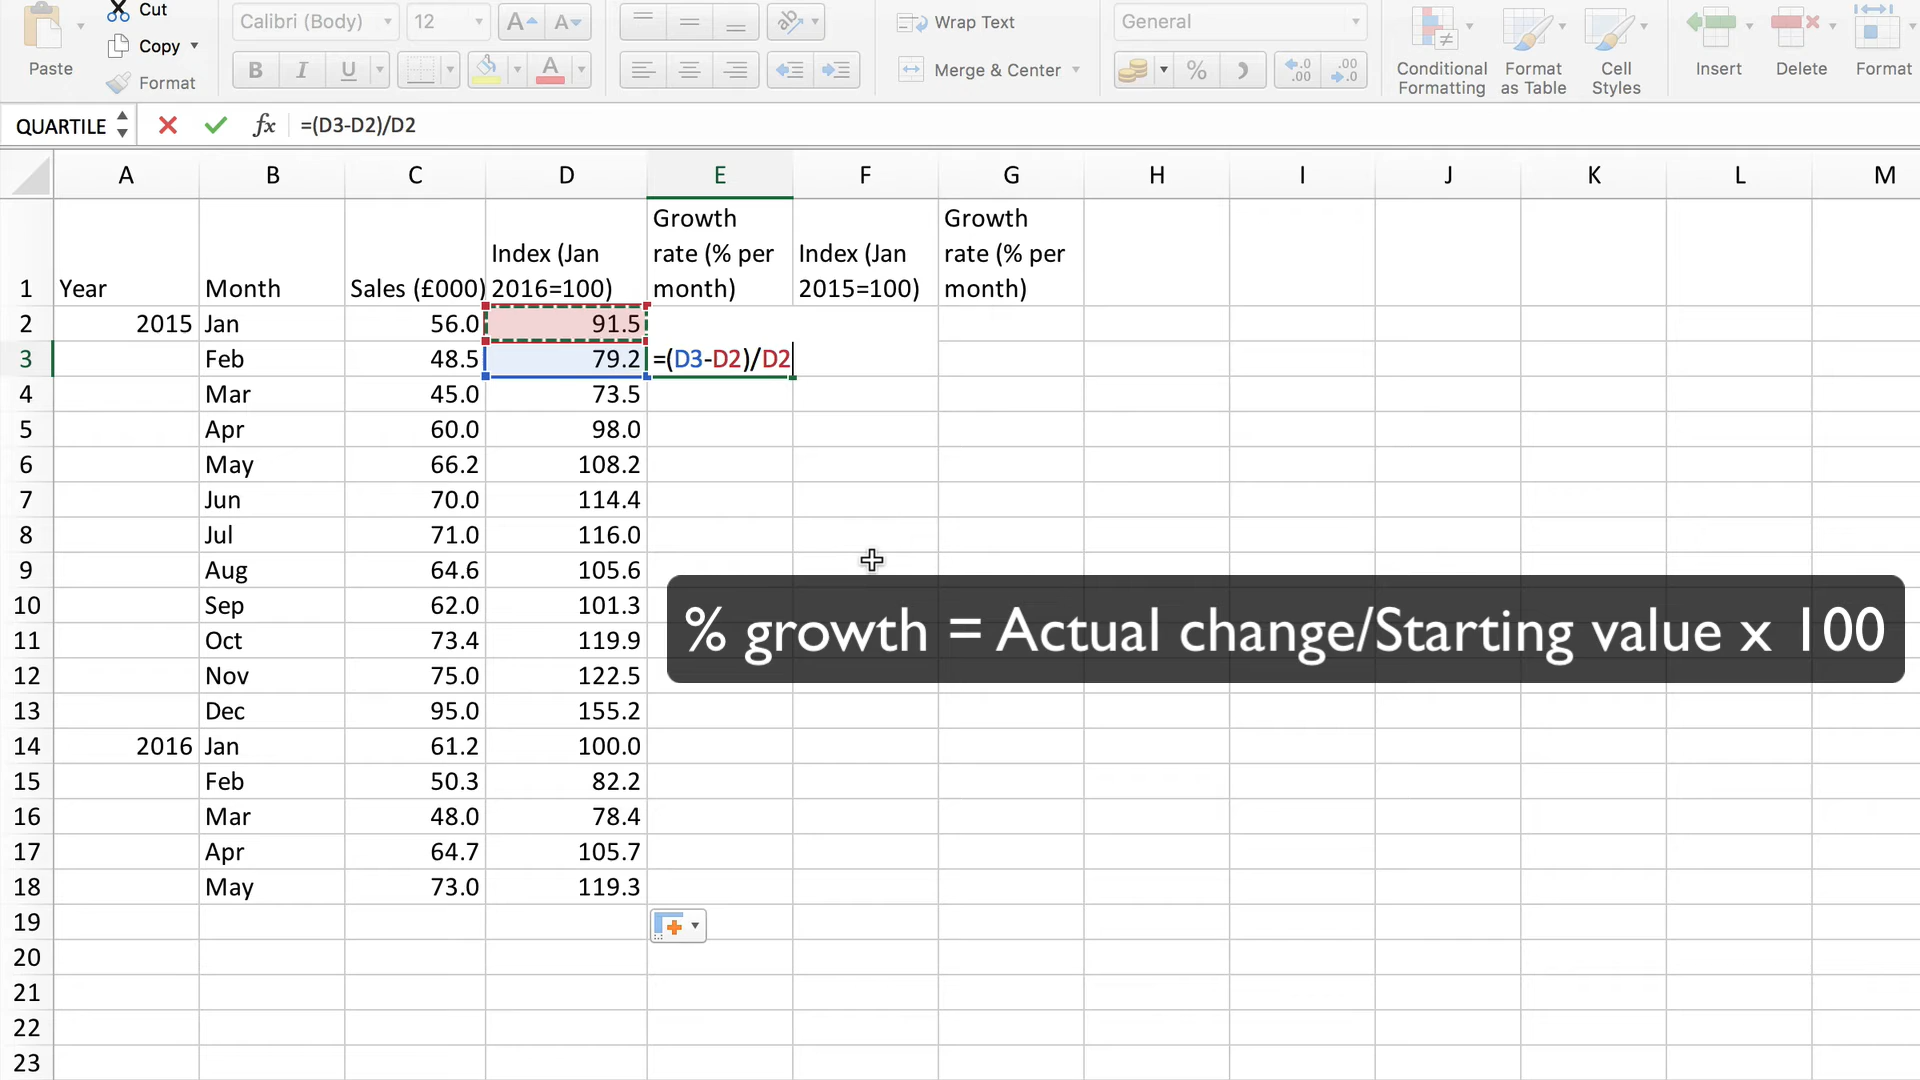 Cut
Calibri (Body) 12 A A Wrap Text General
Paste Copy
Format B I U A Merge & Center % .0 .00 .00 .0 Conditional Formatting Format as Table Cell Styles Insert Delete Format
QUARTILE fx =(D3-D2)/D2
A B C D E F G H I J K L M
1 Year Month Sales (£000) Index (Jan 2016=100) Growth rate (% per month) Index (Jan 2015=100) Growth rate (% per month)
2 2015 Jan 56.0 91.5
3 Feb 48.5 79.2 =(D3-D2)/D2
4 Mar 45.0 73.5
5 Apr 60.0 98.0
6 May 66.2 108.2
7 Jun 70.0 114.4
8 Jul 71.0 116.0
9 Aug 64.6 105.6
10 Sep 62.0 101.3
% growth = Actual change/Starting value x 100
11 Oct 73.4 119.9
12 Nov 75.0 122.5
13 Dec 95.0 155.2
14 2016 Jan 61.2 100.0
15 Feb 50.3 82.2
16 Mar 48.0 78.4
17 Apr 64.7 105.7
18 May 73.0 119.3
19
20
21
22
23